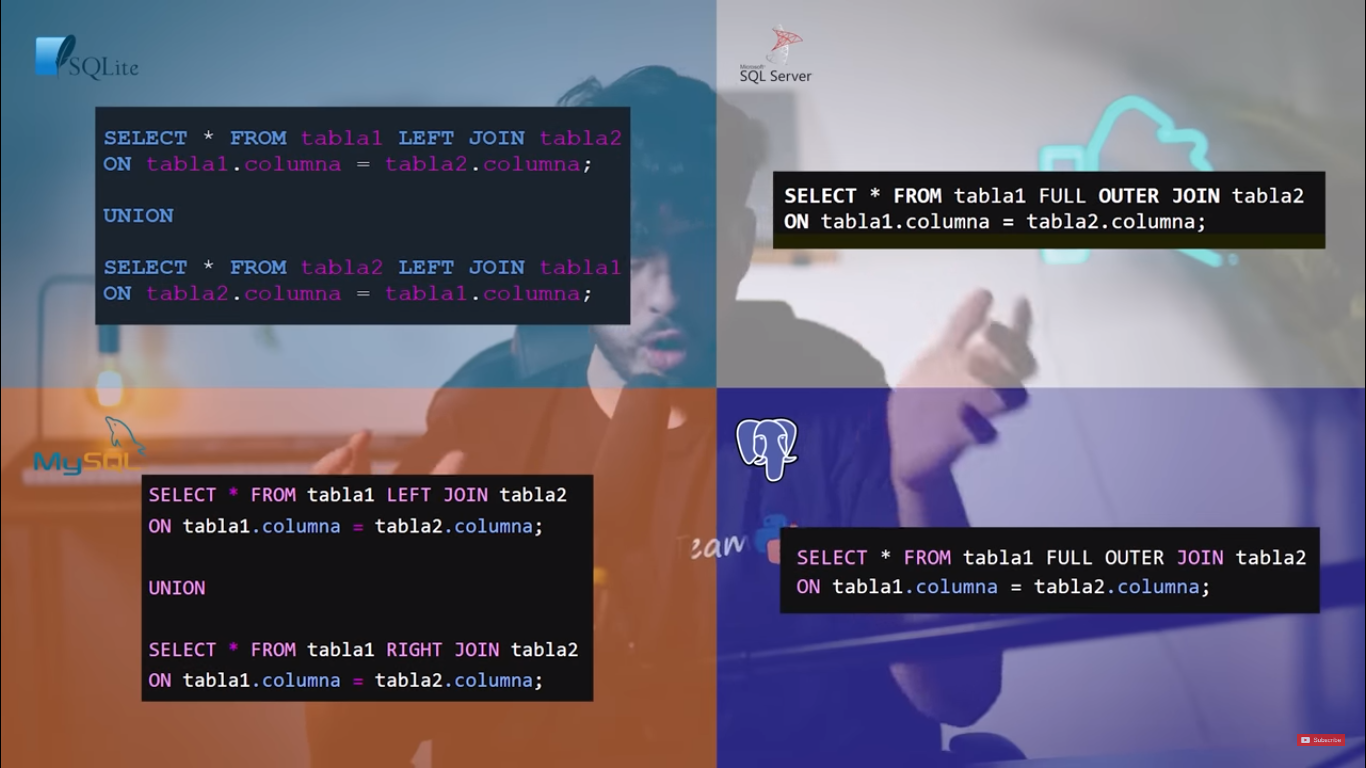 SQLite
SELECT * FROM tabla1 LEFT JOIN tabla2
ON tabla1.columna = tabla2.columna;
UNION
SELECT * FROM tabla2 LEFT JOIN tabla1
ON tabla2.columna = tabla1.columna;
Microsoft
SQL Server
SELECT * FROM tabla1 FULL OUTER JOIN tabla2
ON tabla1.columna = tabla2.columna;
MySQL
SELECT * FROM tabla1 LEFT JOIN tabla2
ON tabla1.columna = tabla2.columna;
UNION
SELECT * FROM tabla1 RIGHT JOIN tabla2
ON tabla1.columna = tabla2.columna;
SELECT * FROM tabla1 FULL OUTER JOIN tabla2
ON tabla1.columna = tabla2.columna;
Subscribe